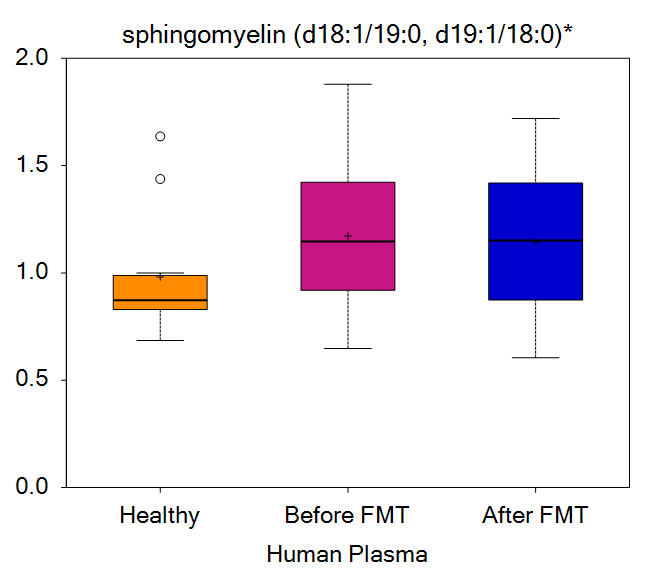 sphingomyelin (d18:1/19:0, d19:1/18:0)*
2.0
1.5
1.0
0.5
0.0
Healthy Before FMT After FMT
Human Plasma